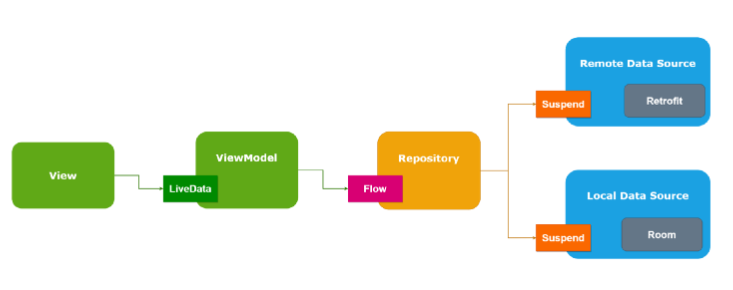 View
LiveData
ViewModel
Flow
Repository
Suspend
Remote Data Source
Retrofit
Suspend
Local Data Source
Room